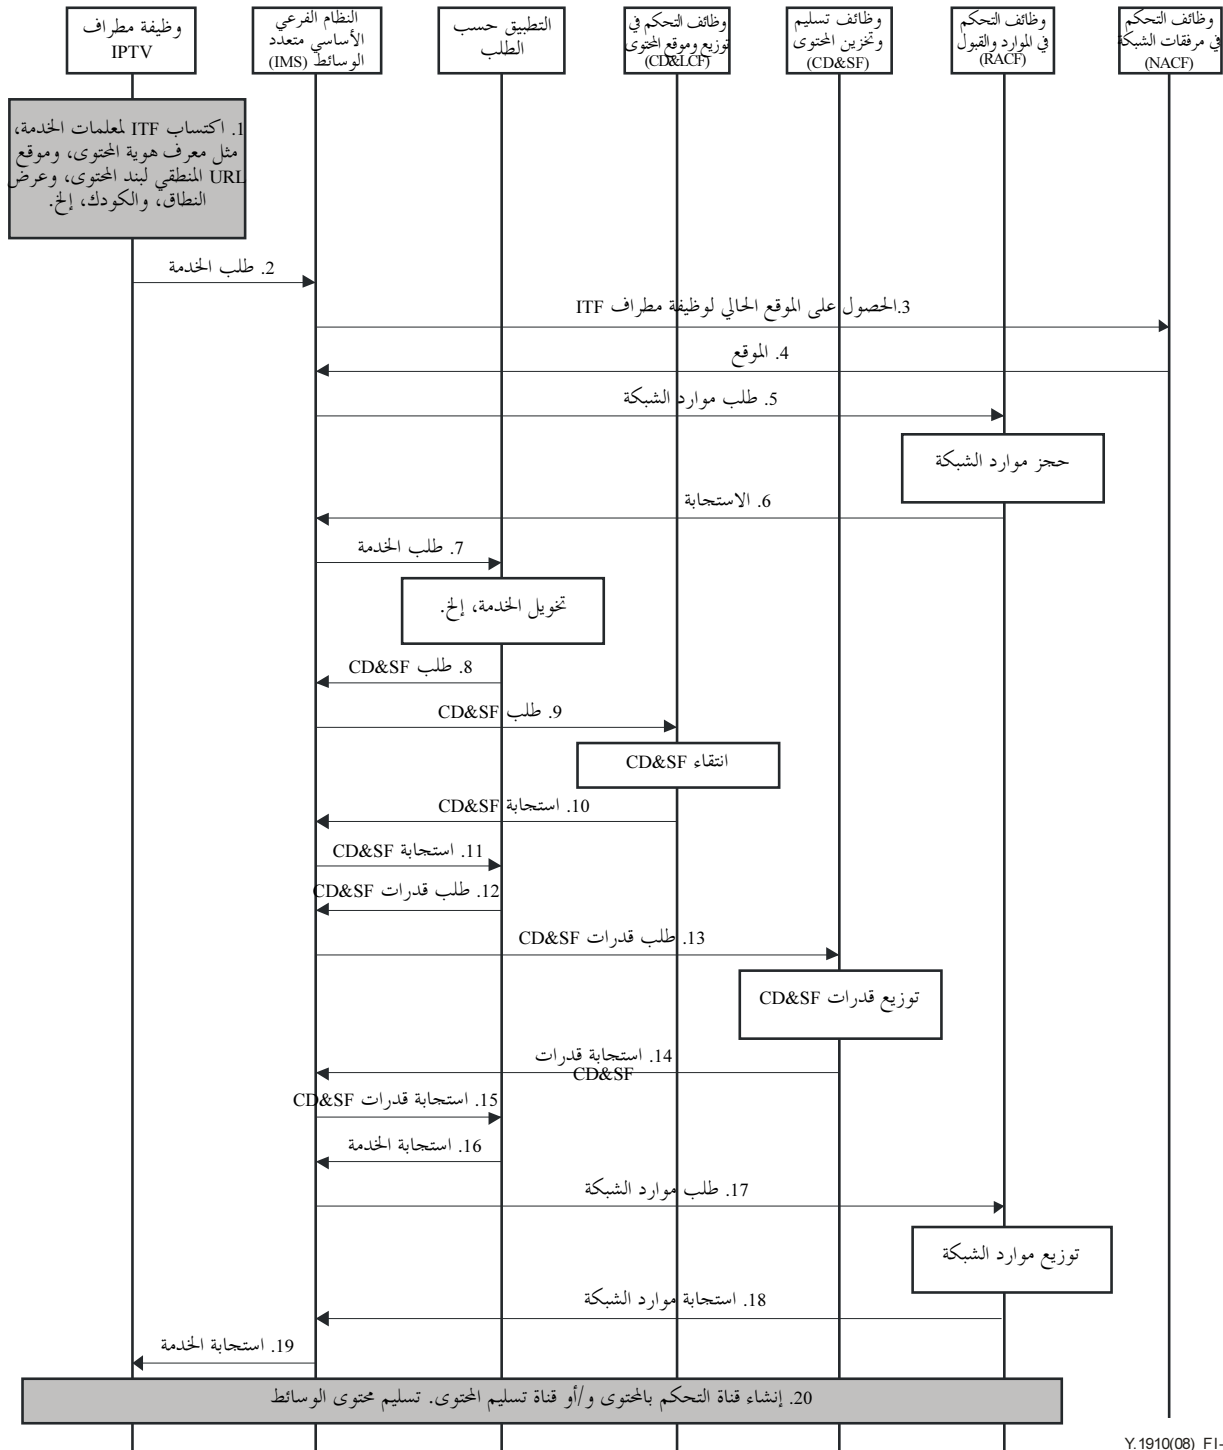 وظيفة مطراف
IPTV
النظام الفرعي
الأساسي متعدد
الوسائط (IMS)
التطبيق حسب
الطلب
وظائف التحكم في
توزيع وموقع المحتوى
(CD&LCF)
وظائف تسليم
وتخزين المحتوى
(CD&SF)
وظائف التحكم
في الموارد والقبول
(RACF)
وظائف التحكم
في مرفقات الشبكة
(NACF)
1. اكتساب ITF لمعلمات الخدمة،
مثل معرف هوية المحتوى، وموقع
URL المنطقي لبند المحتوى، وعرض
النطاق، والكودك، إلخ.
2. طلب الخدمة
3.الحصول على الموقع الحالي لوظيفة مطراف ITF
4. الموقع
5. طلب موارد الشبكة
حجز موارد الشبكة
6. الاستجابة
7. طلب الخدمة
تخويل الخدمة، إلخ.
8. طلب CD&SF
9. طلب CD&SF
انتقاء CD&SF
10. استجابة CD&SF
11. استجابة CD&SF
12. طلب قدرات CD&SF
13. طلب قدرات CD&SF
توزيع قدرات CD&SF
14. استجابة قدرات
CD&SF
15. استجابة قدرات CD&SF
16. استجابة الخدمة
17. طلب موارد الشبكة
توزيع موارد الشبكة
18. استجابة موارد الشبكة
19. استجابة الخدمة
20. إنشاء قناة التحكم بالمحتوى و/أو قناة تسليم المحتوى. تسليم محتوى الوسائط